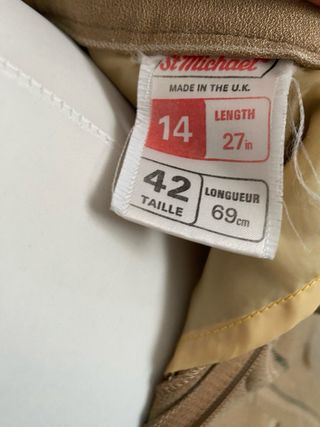 St Michael
MADE IN THE U.K.
14 LENGTH
27in
42 LONGUEUR
TAILLE 69cm